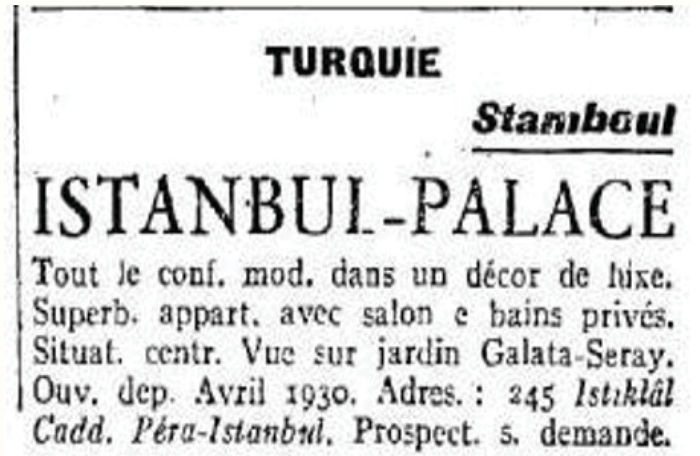 TURQUIE
Stamboul
ISTANBUL-PALACE
Tout le conf. mod. dans un décor de luxe.
Superb. appart. avec salon e bains privés.
Situat. centr. Vue sur jardin Galata-Seray.
Ouv. dep. Avril 1930. Adres. : 245 Istiklâl
Cadd. Péra-Istanbul. Prospect. s. demande.